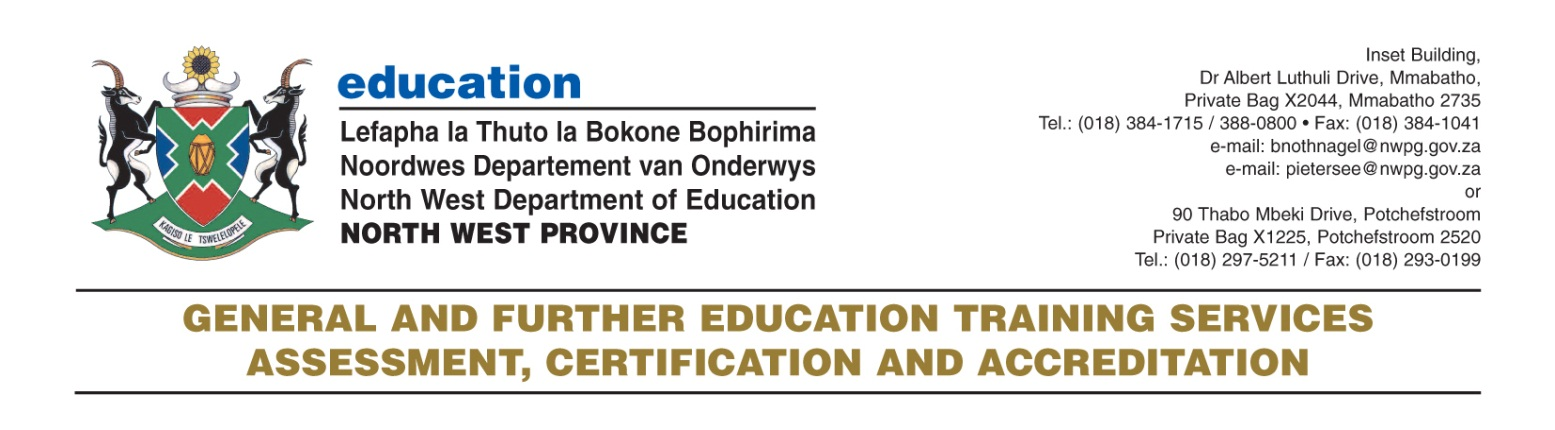 KAGISO LE TSWELELOPELE
education
Lefapha la Thuto la Bokone Bophirima
Noordwes Departement van Onderwys
North West Department of Education
NORTH WEST PROVINCE
Inset Building,
Dr Albert Luthuli Drive, Mmabatho,
Private Bag X2044, Mmabatho 2735
Tel.: (018) 384-1715 / 388-0800 • Fax: (018) 384-1041
e-mail: bnothnagel@nwpg.gov.za
e-mail: pietersee@nwpg.gov.za
or
90 Thabo Mbeki Drive, Potchefstroom
Private Bag X1225, Potchefstroom 2520
Tel.: (018) 297-5211 / Fax: (018) 293-0199
GENERAL AND FURTHER EDUCATION TRAINING SERVICES
ASSESSMENT, CERTIFICATION AND ACCREDITATION